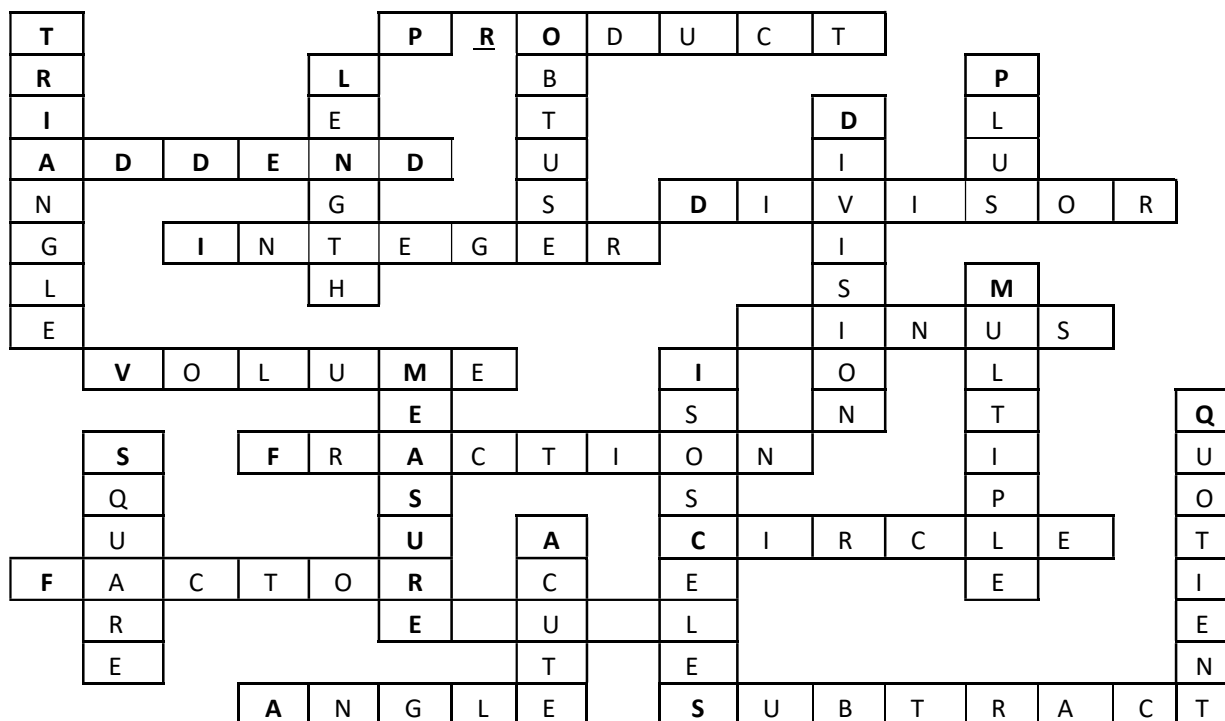 T P R O D U C T
R L B P
I E T D L
A D D E N D U I U
N G S D I V I S O R
G I N T E G E R I
L H S M
E I N U S
V O L U M E I O L
E S N T Q
S F R A C T I O N I U
Q S S P O
U U A C I R C L E T
F A C T O R C E E I
R E U L E
E T E N
A N G L E S U B T R A C T